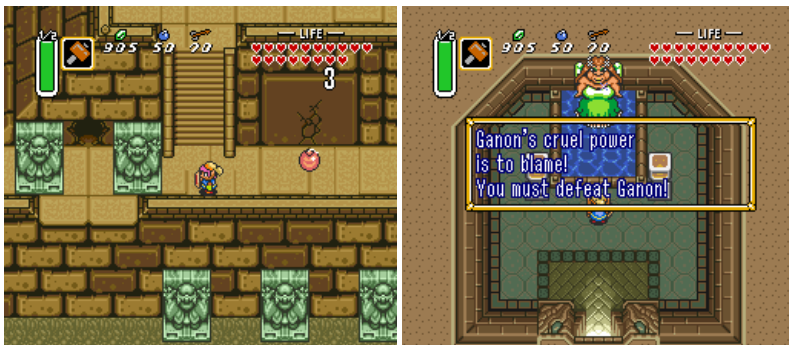 1/2
905 50 70
— LIFE —
3
1/2
905 50 70
— LIFE —
Ganon's cruel power
is to blame!
You must defeat Ganon!